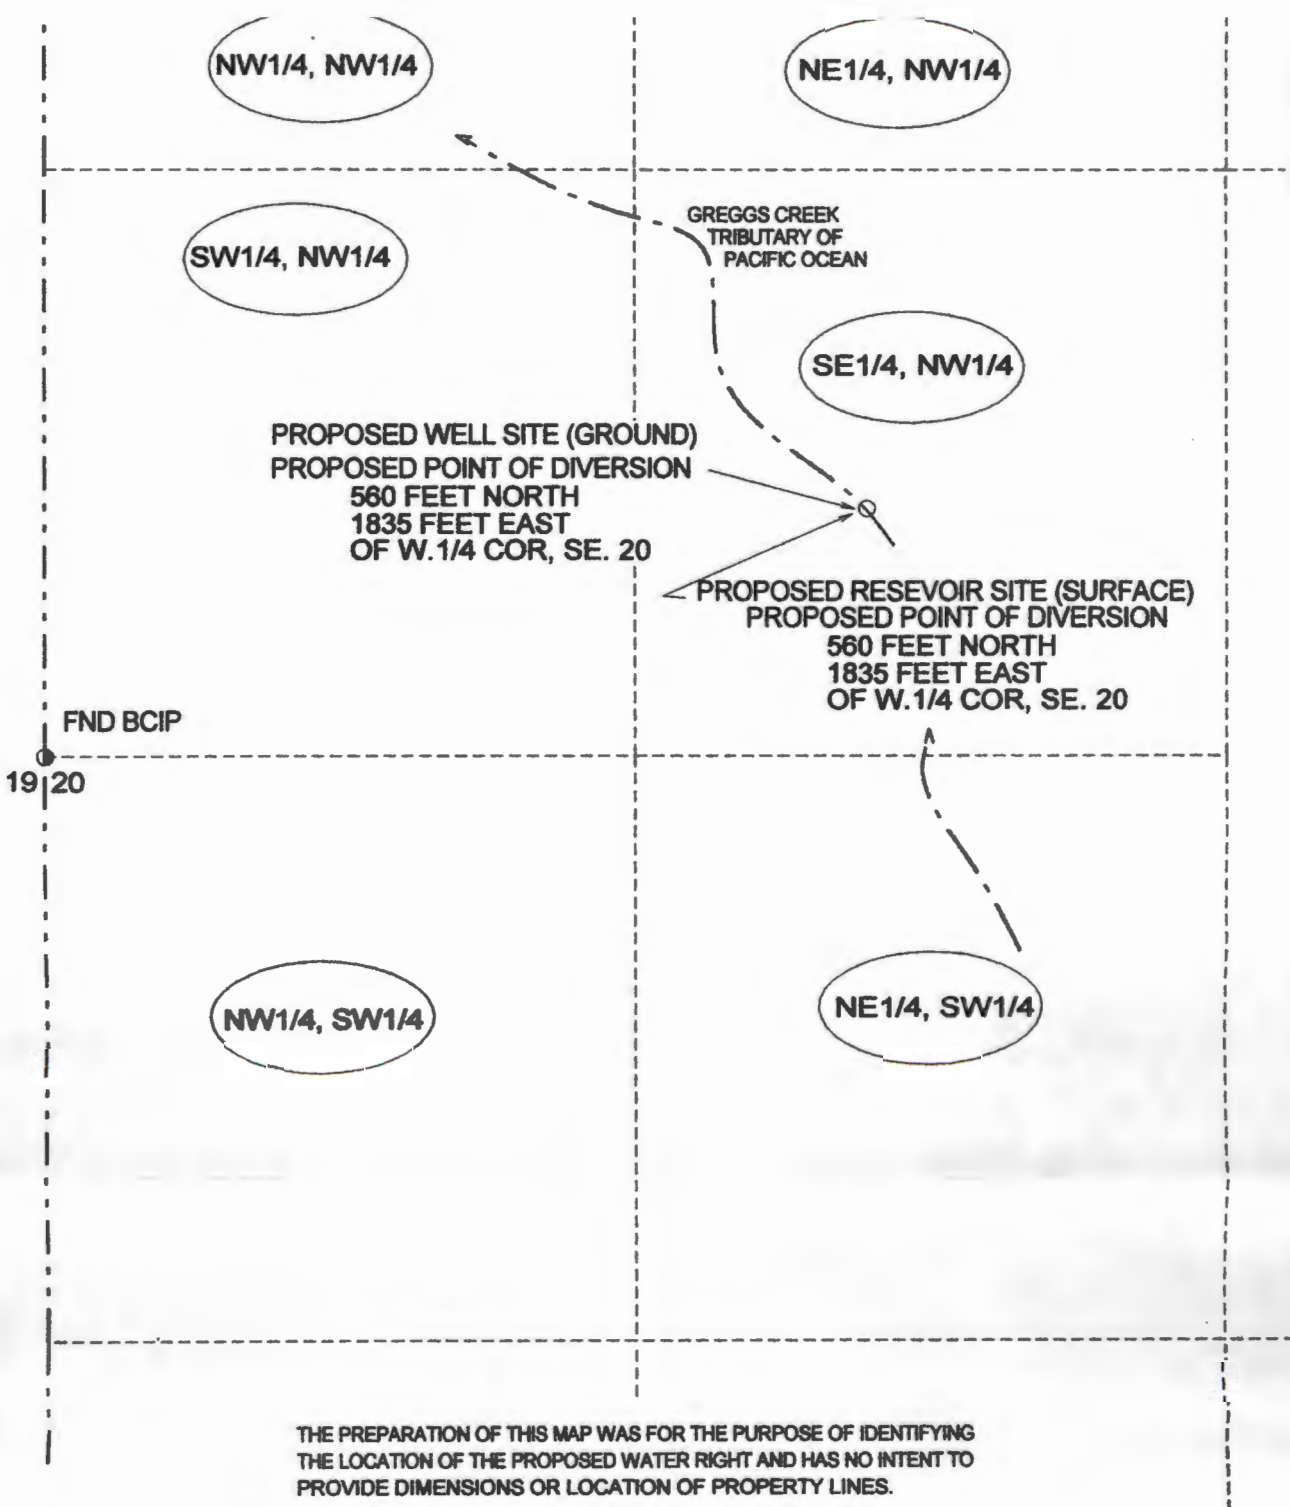 NW1/4, NW1/4
NE1/4, NW1/4
GREGGS CREEK
TRIBUTARY OF
PACIFIC OCEAN
SW1/4, NW1/4
SE1/4, NW1/4
PROPOSED WELL SITE (GROUND)
PROPOSED POINT OF DIVERSION
560 FEET NORTH
1835 FEET EAST
OF W.1/4 COR, SE. 20
PROPOSED RESEVOIR SITE (SURFACE)
PROPOSED POINT OF DIVERSION
560 FEET NORTH
1835 FEET EAST
OF W.1/4 COR, SE. 20
FND BCIP
19 20
NW1/4, SW1/4
NE1/4, SW1/4
THE PREPARATION OF THIS MAP WAS FOR THE PURPOSE OF IDENTIFYING
THE LOCATION OF THE PROPOSED WATER RIGHT AND HAS NO INTENT TO
PROVIDE DIMENSIONS OR LOCATION OF PROPERTY LINES.